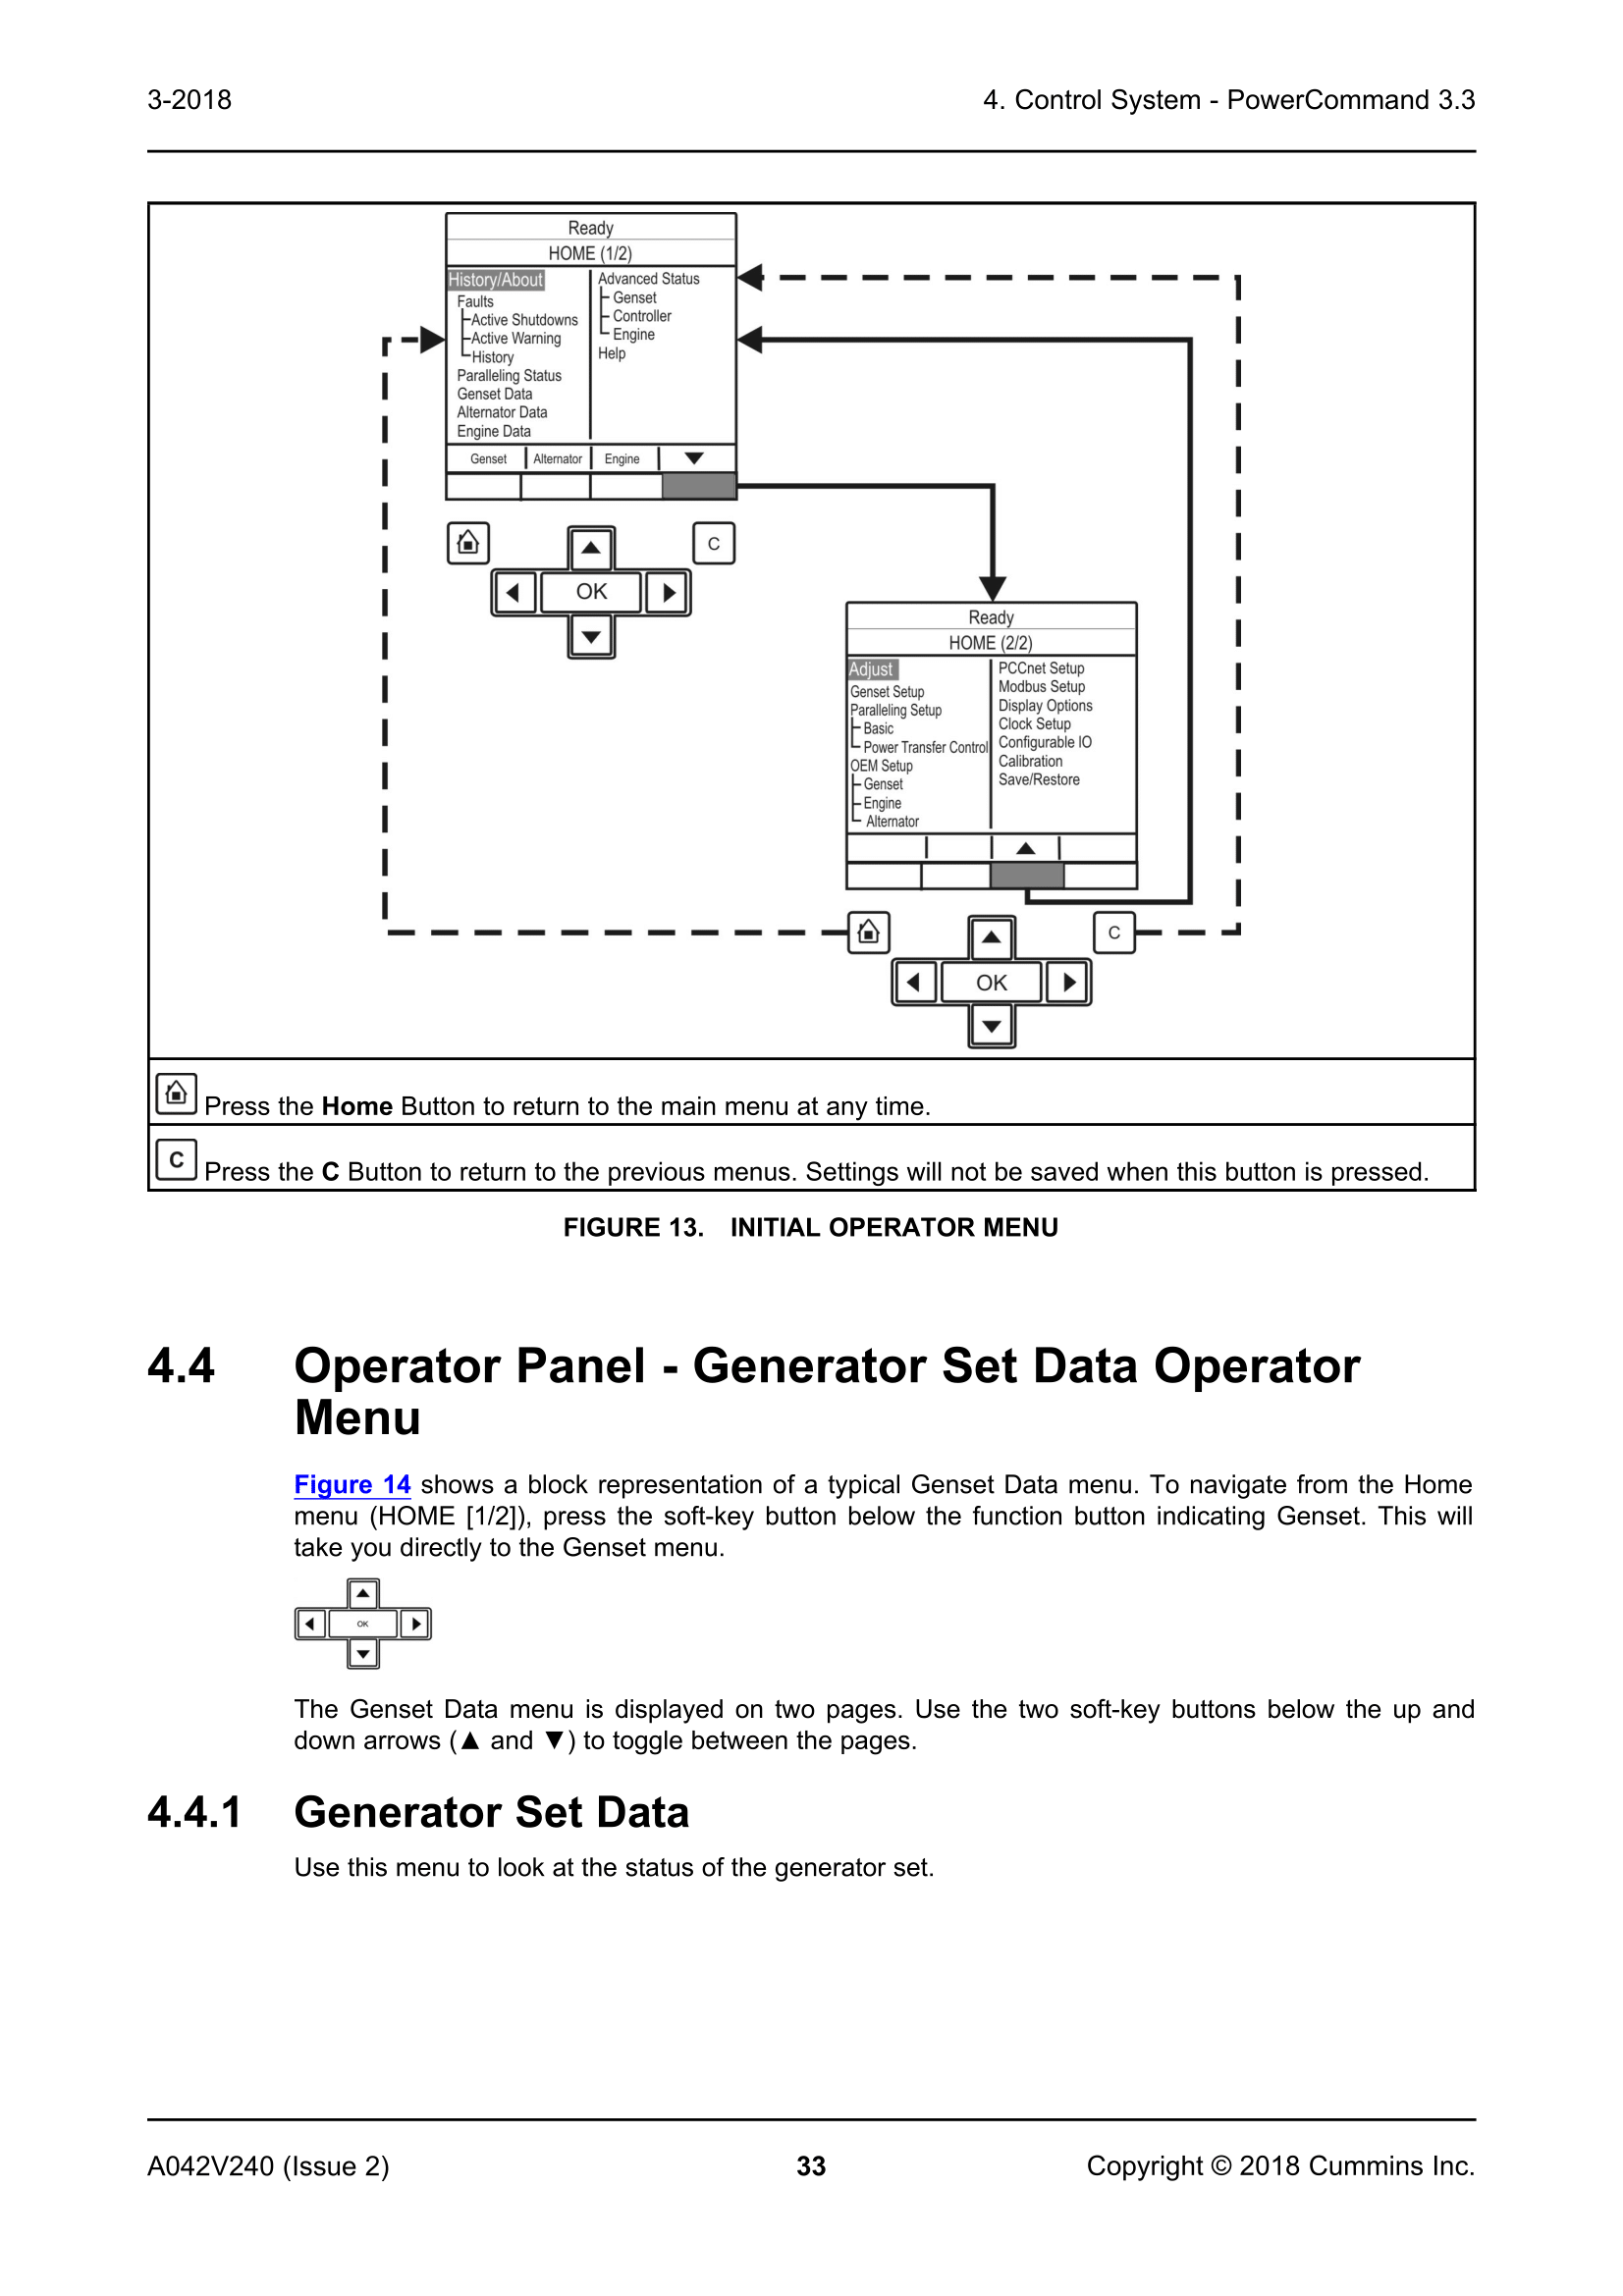 3-2018
4. Control System - PowerCommand 3.3
Ready
HOME (1/2)
History/About
Faults
Active Shutdowns
Active Warning
History
Paralleling Status
Genset Data
Alternator Data
Engine Data
Advanced Status
Genset
Controller
Engine
Help
Genset
Alternator
Engine
▼
C
OK
Ready
HOME (2/2)
Adjust
Genset Setup
Paralleling Setup
Basic
Power Transfer Control
OEM Setup
Genset
Engine
Alternator
PCCnet Setup
Modbus Setup
Display Options
Clock Setup
Configurable IO
Calibration
Save/Restore
▲
C
OK
Press the Home Button to return to the main menu at any time.
C Press the C Button to return to the previous menus. Settings will not be saved when this button is pressed.
FIGURE 13. INITIAL OPERATOR MENU
4.4 Operator Panel - Generator Set Data Operator
Menu
Figure 14 shows a block representation of a typical Genset Data menu. To navigate from the Home
menu (HOME [1/2]), press the soft-key button below the function button indicating Genset. This will
take you directly to the Genset menu.
OK
The Genset Data menu is displayed on two pages. Use the two soft-key buttons below the up and
down arrows (▲ and ▼) to toggle between the pages.
4.4.1 Generator Set Data
Use this menu to look at the status of the generator set.
A042V240 (Issue 2)
33
Copyright © 2018 Cummins Inc.